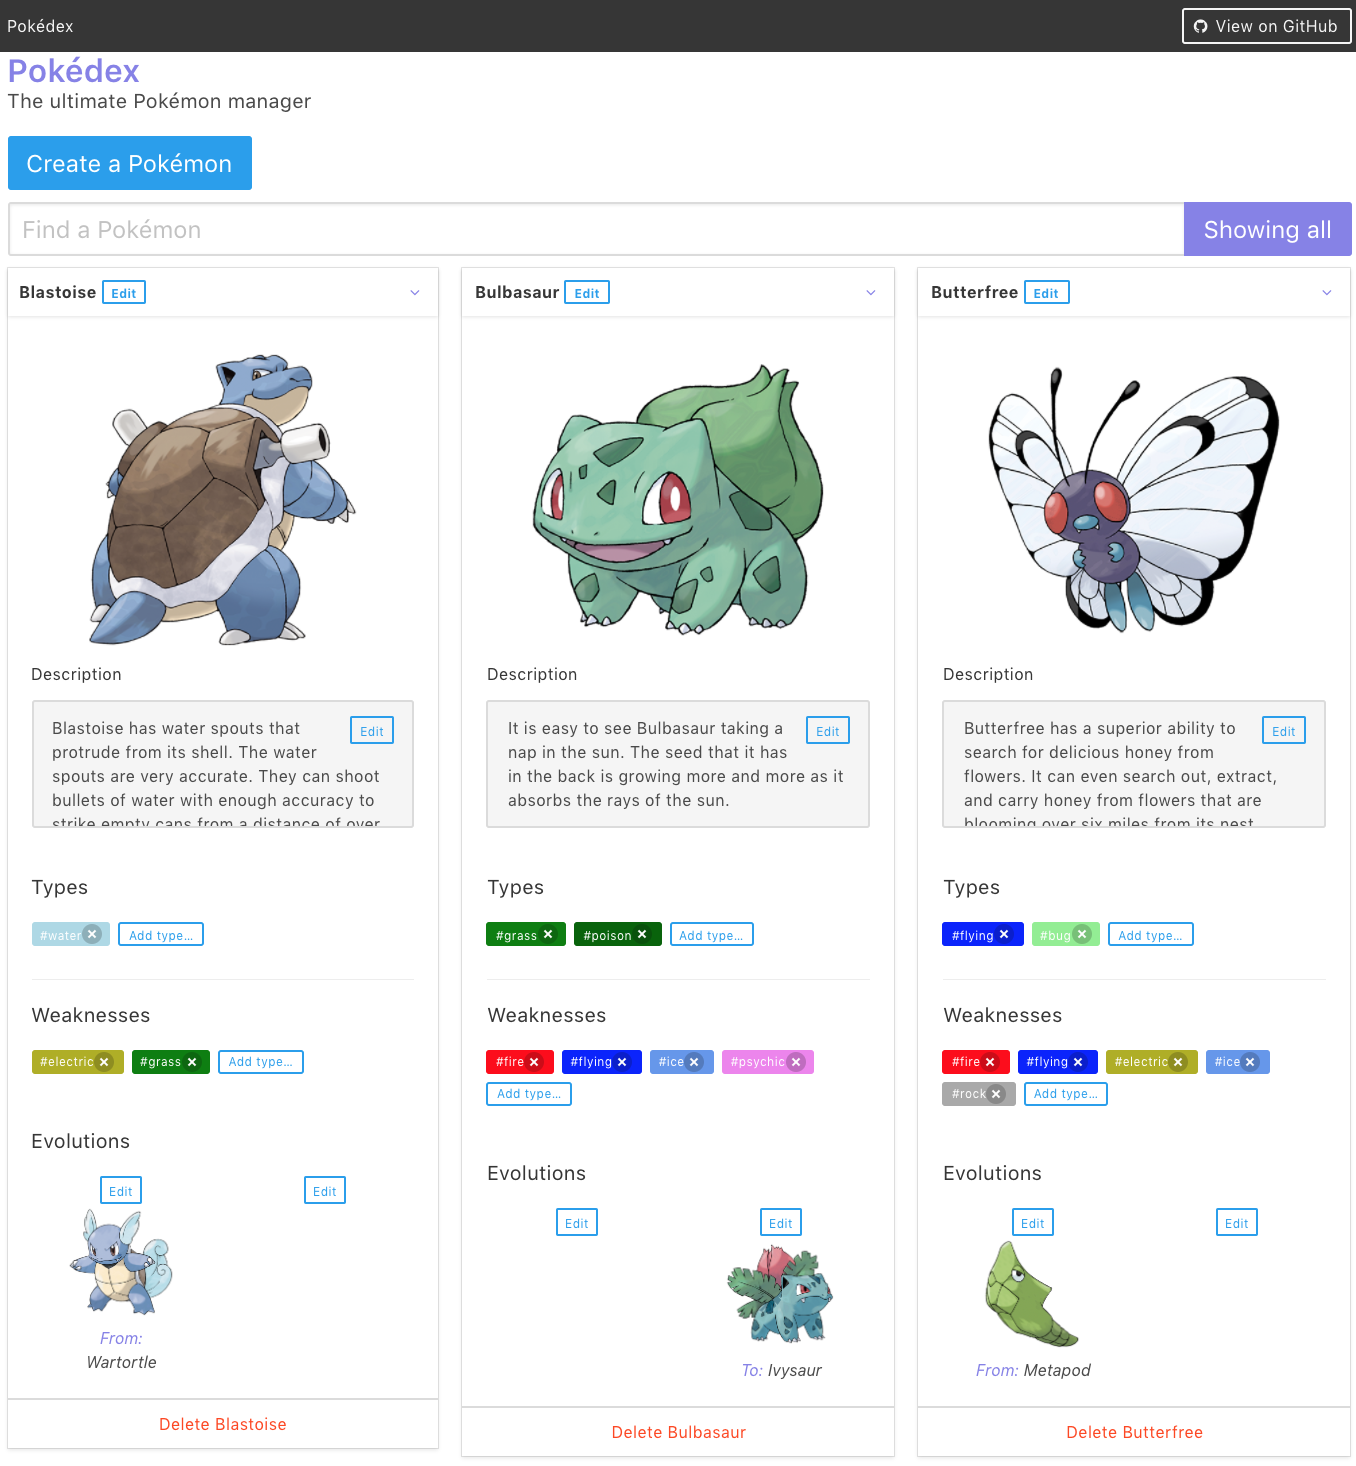 Pokédex
View on GitHub
Pokédex
The ultimate Pokémon manager
Create a Pokémon
Find a Pokémon
Showing all
Blastoise Edit
Description
Blastoise has water spouts that
Edit
protrude from its shell. The water
spouts are very accurate. They can shoot
bullets of water with enough accuracy to
strike empty cans from a distance of over
Types
#water Add type...
Weaknesses
#electric #grass Add type...
Evolutions
Edit
Edit
From:
Wartortle
Delete Blastoise
Bulbasaur Edit
Description
It is easy to see Bulbasaur taking a
Edit
nap in the sun. The seed that it has
in the back is growing more and more as it
absorbs the rays of the sun.
Types
#grass #poison Add type...
Weaknesses
#fire #flying #ice #psychic
Add type...
Evolutions
Edit
Edit
To: Ivysaur
Delete Bulbasaur
Butterfree Edit
Description
Butterfree has a superior ability to
Edit
search for delicious honey from
flowers. It can even search out, extract,
and carry honey from flowers that are
blooming over six miles from its nest.
Types
#flying #bug Add type...
Weaknesses
#fire #flying #electric #ice
#rock Add type...
Evolutions
Edit
Edit
From: Metapod
Delete Butterfree